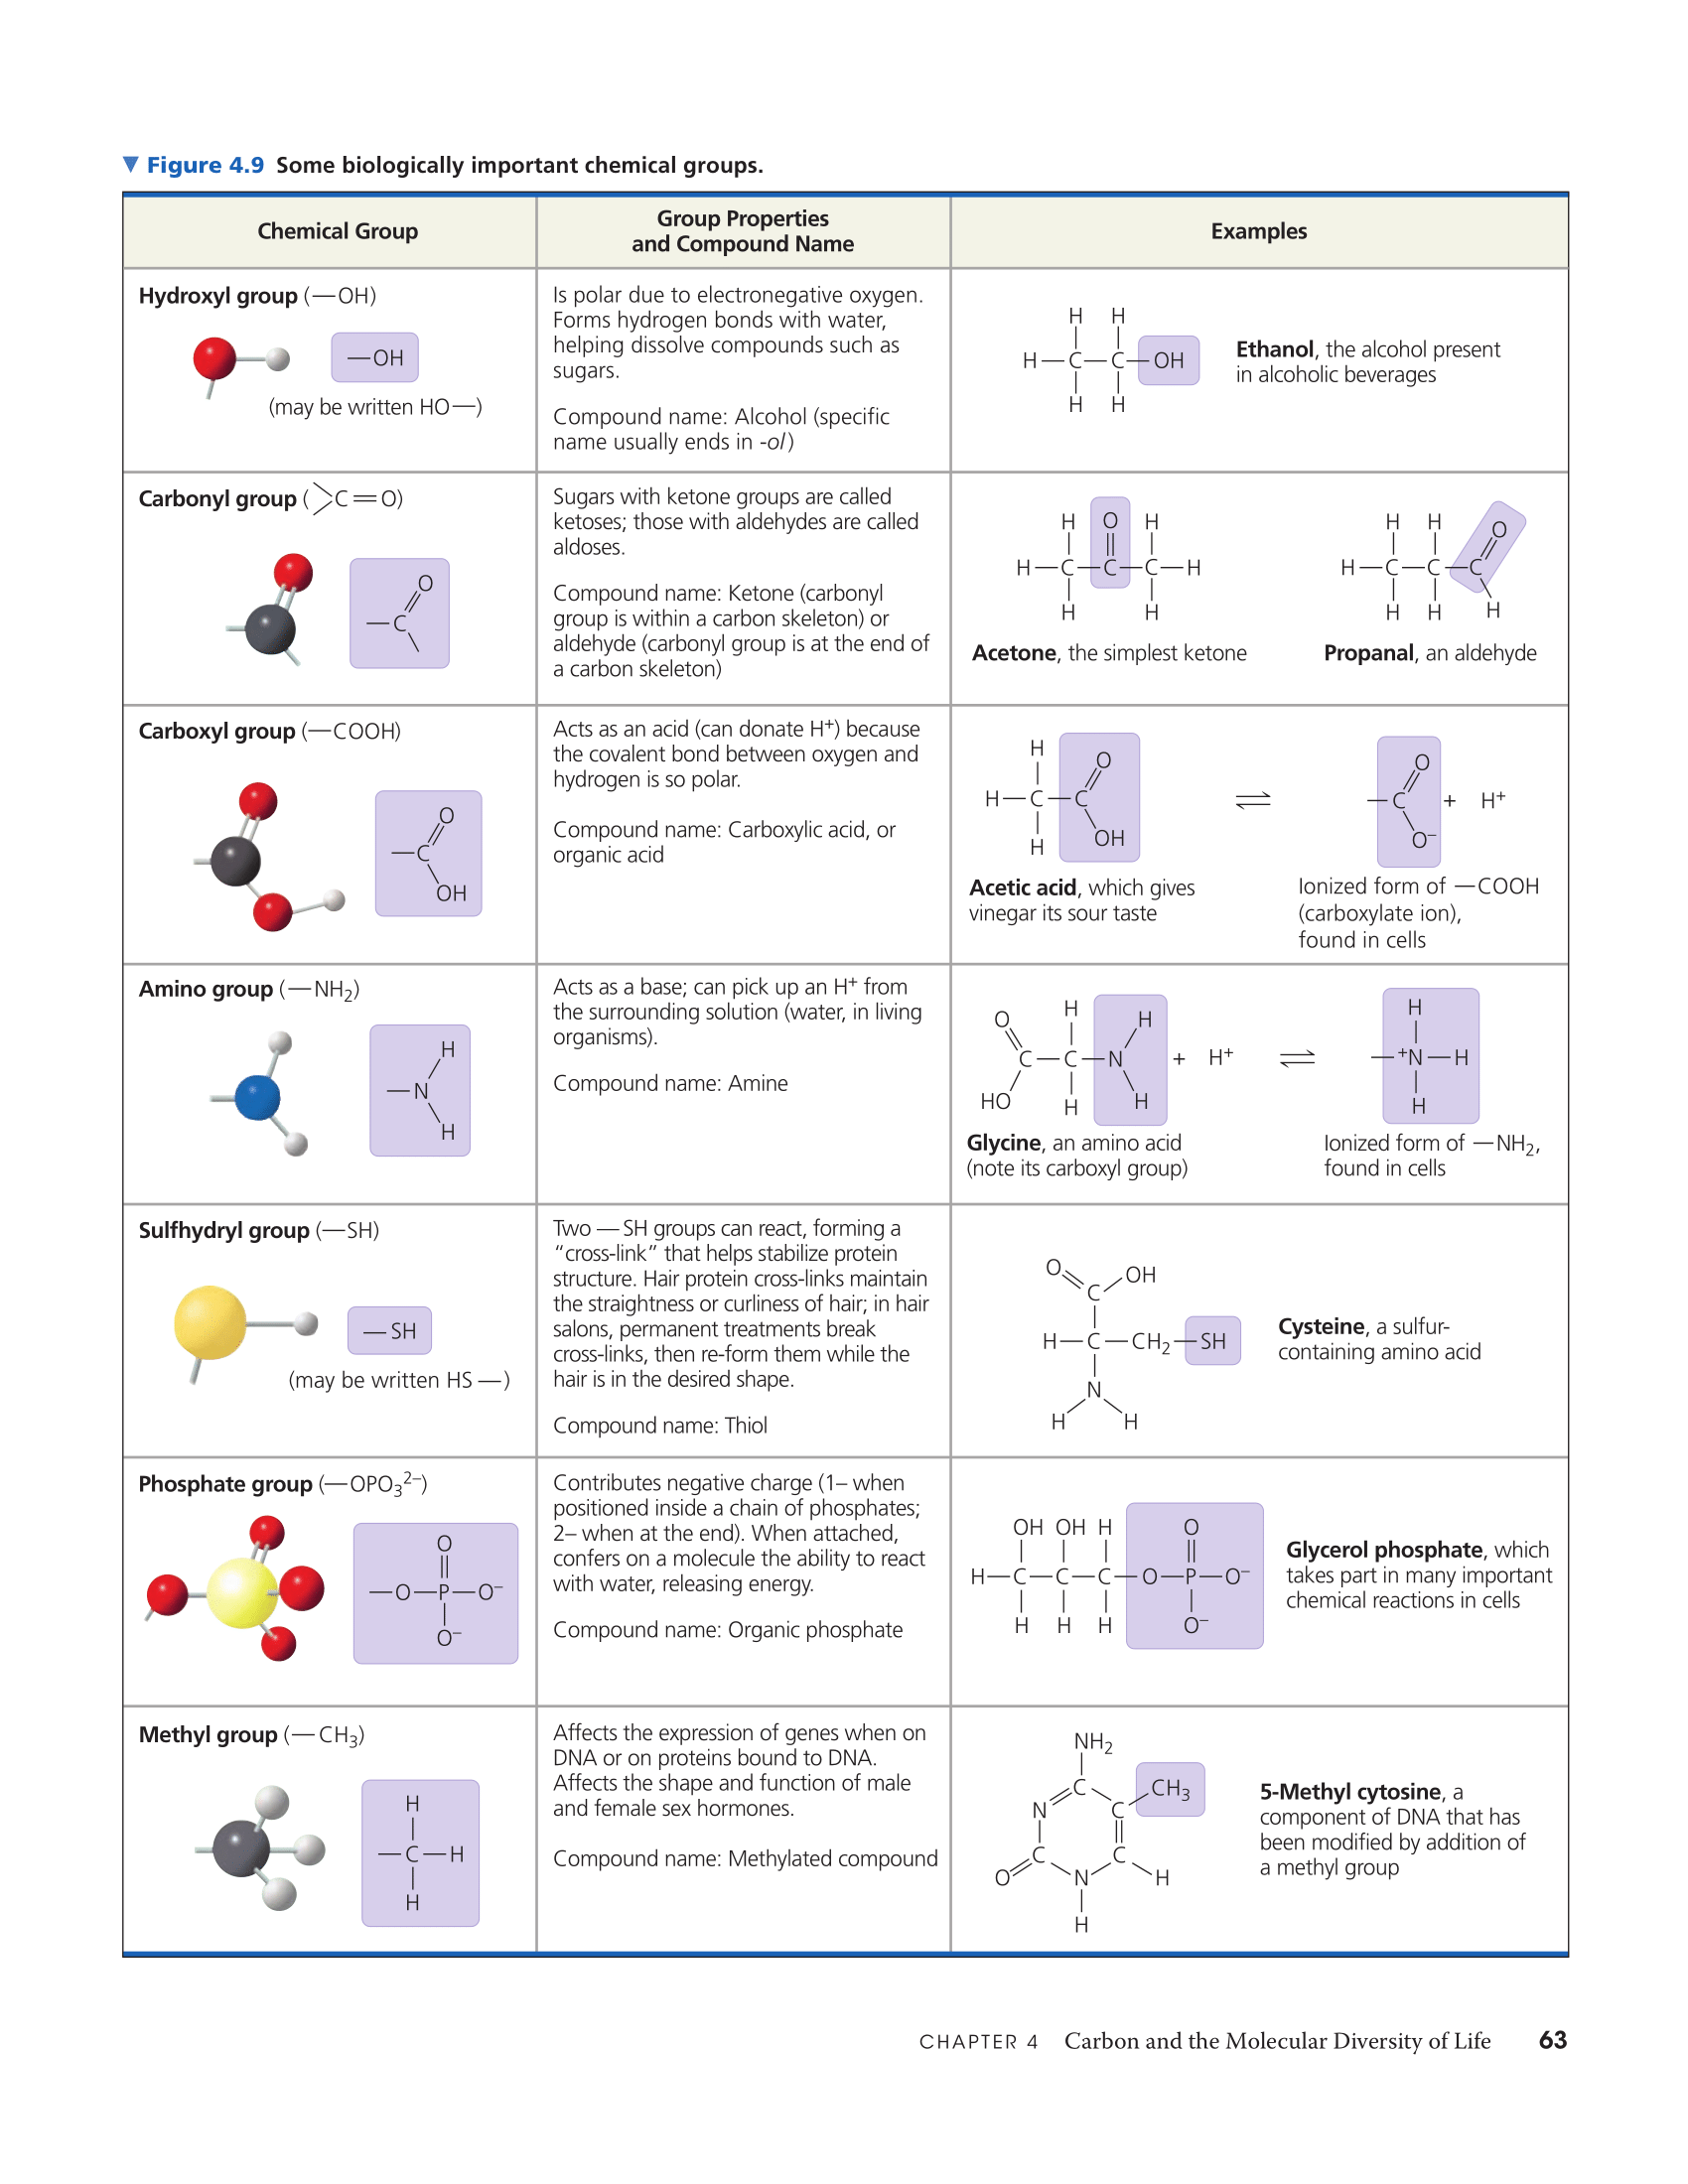 ▼ Figure 4.9 Some biologically important chemical groups.
Chemical Group
Group Properties
and Compound Name
Examples
Hydroxyl group (—OH)
—OH
(may be written HO—)
Is polar due to electronegative oxygen.
Forms hydrogen bonds with water,
helping dissolve compounds such as
sugars.
Compound name: Alcohol (specific
name usually ends in -ol)
H H
H—C—C—OH
H H
Ethanol, the alcohol present
in alcoholic beverages
Carbonyl group (>C=O)
O
—C
Sugars with ketone groups are called
ketoses; those with aldehydes are called
aldoses.
Compound name: Ketone (carbonyl
group is within a carbon skeleton) or
aldehyde (carbonyl group is at the end of
a carbon skeleton)
H O H
H—C—C—C—H
H H
Acetone, the simplest ketone
H H O
H—C—C—C
H H H
Propanal, an aldehyde
Carboxyl group (—COOH)
O
—C
OH
Acts as an acid (can donate H⁺) because
the covalent bond between oxygen and
hydrogen is so polar.
Compound name: Carboxylic acid, or
organic acid
H O
H—C—C
H OH
⇌
O
—C + H⁺
O⁻
Acetic acid, which gives
vinegar its sour taste
Ionized form of —COOH
(carboxylate ion),
found in cells
Amino group (—NH₂)
H
—N
H
Acts as a base; can pick up an H⁺ from
the surrounding solution (water, in living
organisms).
Compound name: Amine
O H H
C—C—N + H⁺
HO H H
⇌
H
—⁺N—H
H
Glycine, an amino acid
(note its carboxyl group)
Ionized form of —NH₂,
found in cells
Sulfhydryl group (—SH)
—SH
(may be written HS—)
Two —SH groups can react, forming a
“cross-link” that helps stabilize protein
structure. Hair protein cross-links maintain
the straightness or curliness of hair; in hair
salons, permanent treatments break
cross-links, then re-form them while the
hair is in the desired shape.
Compound name: Thiol
O OH
C
H—C—CH₂—SH
N
H H
Cysteine, a sulfur-
containing amino acid
Phosphate group (—OPO₃²⁻)
O
—O—P—O⁻
O⁻
Contributes negative charge (1– when
positioned inside a chain of phosphates;
2– when at the end). When attached,
confers on a molecule the ability to react
with water, releasing energy.
Compound name: Organic phosphate
OH OH H O
H—C—C—C—O—P—O⁻
H H H O⁻
Glycerol phosphate, which
takes part in many important
chemical reactions in cells
Methyl group (—CH₃)
H
—C—H
H
Affects the expression of genes when on
DNA or on proteins bound to DNA.
Affects the shape and function of male
and female sex hormones.
Compound name: Methylated compound
NH₂
C CH₃
N C
C C
O N H
H
5-Methyl cytosine, a
component of DNA that has
been modified by addition of
a methyl group
CHAPTER 4 Carbon and the Molecular Diversity of Life 63